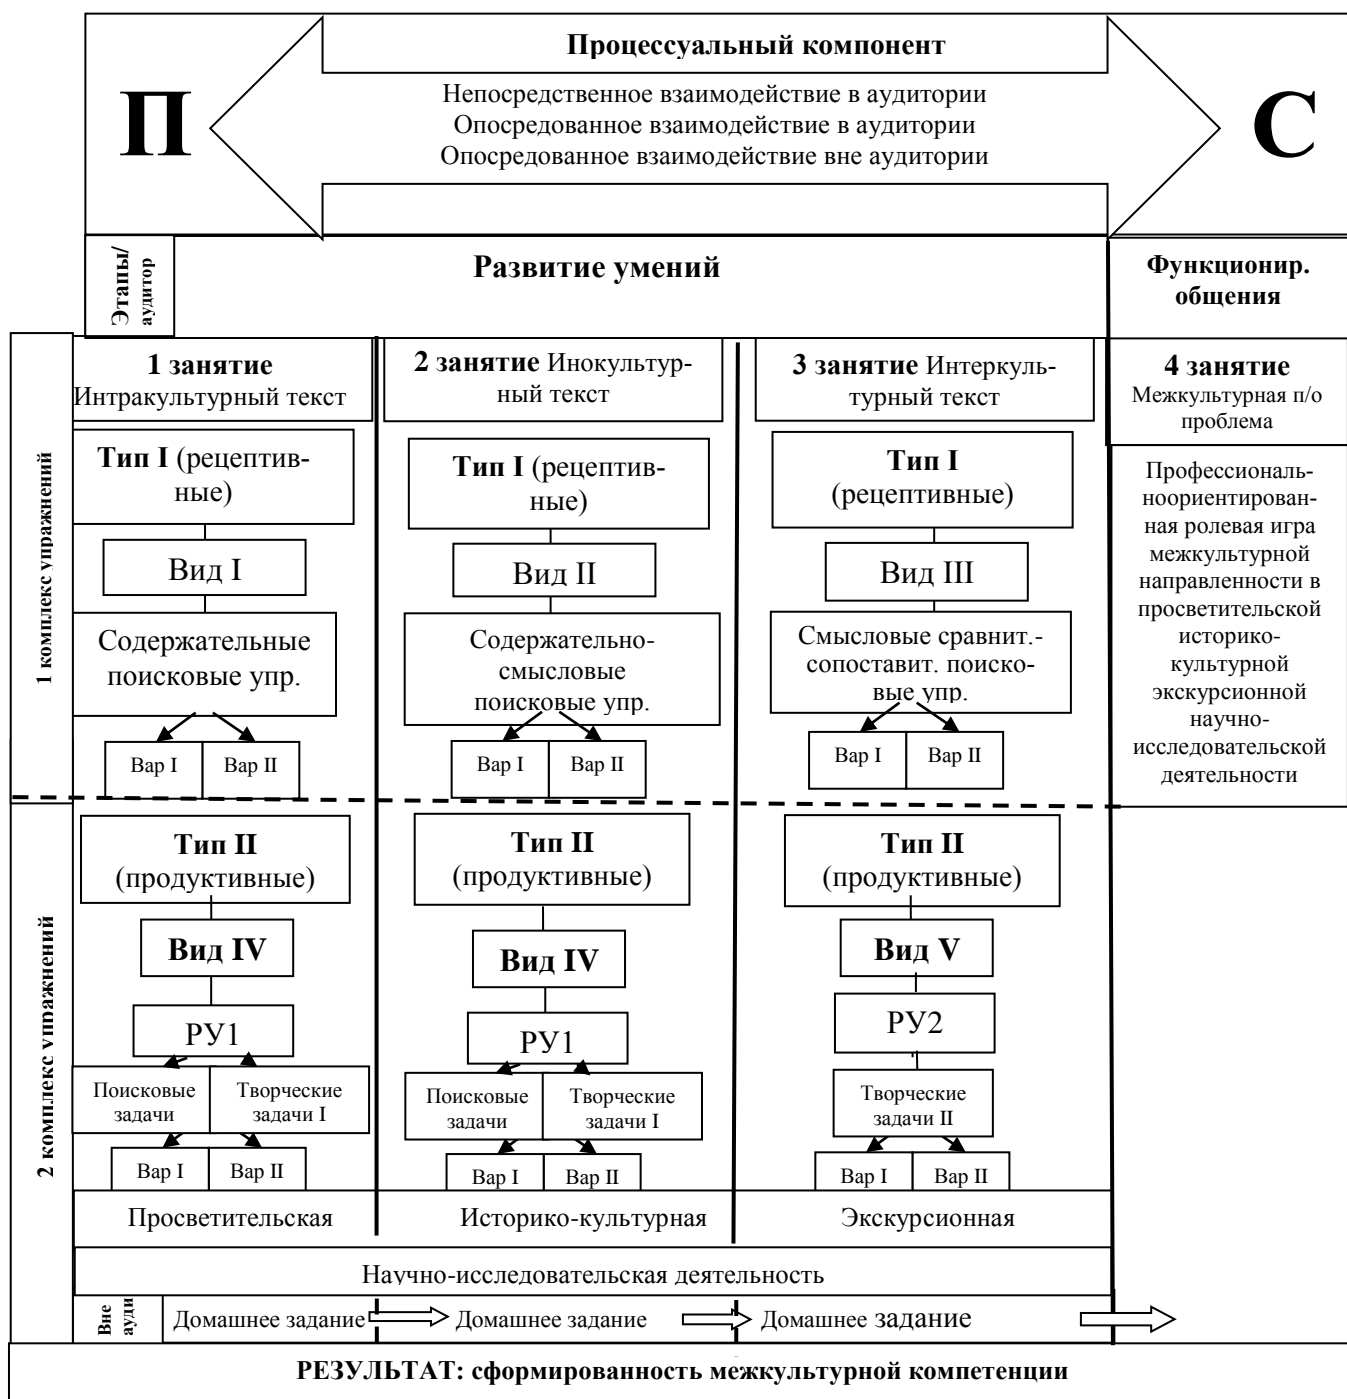 Процессуальный компонент
П
Непосредственное взаимодействие в аудитории
Опосредованное взаимодействие в аудитории
Опосредованное взаимодействие вне аудитории
С
Этапы/
аудитор
Развитие умений
Функционир.
общения
1 комплекс упражнений
1 занятие
Интракультурный текст
2 занятие Инокультур-
ный текст
3 занятие Интеркуль-
турный текст
4 занятие
Межкультурная п/о
проблема
Тип I (рецептив-
ные)
Вид I
Содержательные
поисковые упр.
Вар I
Вар II
Тип I (рецептив-
ные)
Вид II
Содержательно-
смысловые
поисковые упр.
Вар I
Вар II
Тип I
(рецептивные)
Вид III
Смысловые сравнит.-
сопоставит. поиско-
вые упр.
Вар I
Вар II
Профессиональ-
ноориентирован-
ная ролевая игра
межкультурной
направленности в
просветительской
историко-
культурной
экскурсионной
научно-
исследовательской
деятельности
2 комплекс упражнений
Тип II
(продуктивные)
Вид IV
РУ1
Поисковые
задачи
Творческие
задачи I
Вар I
Вар II
Тип II
(продуктивные)
Вид IV
РУ1
Поисковые
задачи
Творческие
задачи I
Вар I
Вар II
Тип II
(продуктивные)
Вид V
РУ2
Творческие
задачи II
Вар I
Вар II
Просветительская
Историко-культурная
Экскурсионная
Научно-исследовательская деятельность
Вне
ауди
Домашнее задание
Домашнее задание
Домашнее задание
РЕЗУЛЬТАТ: сформированность межкультурной компетенции